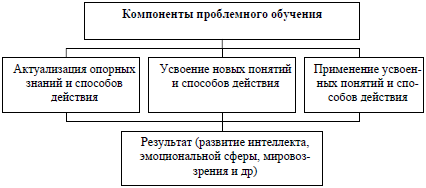 Компоненты проблемного обучения
Актуализация опорных
знаний и способов
действия
Усвоение новых понятий
и способов действия
Применение усвоен-
ных понятий и спо-
собов действия
Результат (развитие интеллекта,
эмоциональной сферы, мировоз-
зрения и др)